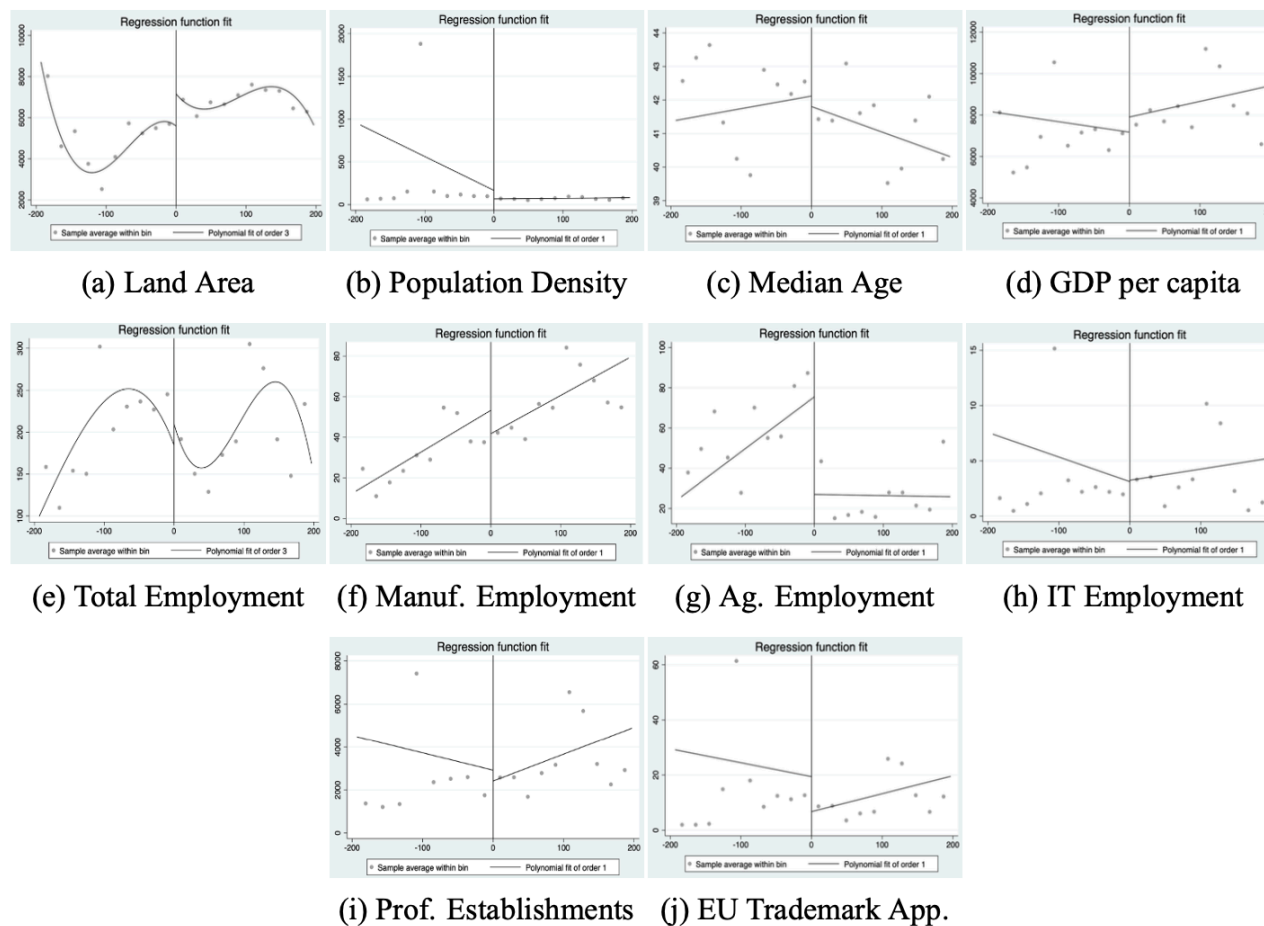 Regression function fit
10000
8000
6000
4000
2000
-200 -100 0 100 200
Sample average within bin Polynomial fit of order 3
(a) Land Area
Regression function fit
2000
1500
1000
500
0
-200 -100 0 100 200
Sample average within bin Polynomial fit of order 1
(b) Population Density
Regression function fit
44
43
42
41
40
39
-200 -100 0 100 200
Sample average within bin Polynomial fit of order 1
(c) Median Age
Regression function fit
12000
10000
8000
6000
4000
-200 -100 0 100
Sample average within bin Polynomial fit of order 1
(d) GDP per capita
Regression function fit
300
250
200
150
100
-200 -100 0 100 200
Sample average within bin Polynomial fit of order 3
(e) Total Employment
Regression function fit
80
60
40
20
0
-200 -100 0 100 200
Sample average within bin Polynomial fit of order 1
(f) Manuf. Employment
Regression function fit
100
80
60
40
20
-200 -100 0 100 200
Sample average within bin Polynomial fit of order 1
(g) Ag. Employment
Regression function fit
15
10
5
0
-200 -100 0 100
Sample average within bin Polynomial fit of order 1
(h) IT Employment
Regression function fit
8000
6000
4000
2000
0
-200 -100 0 100 200
Sample average within bin Polynomial fit of order 1
(i) Prof. Establishments
Regression function fit
60
40
20
0
-200 -100 0 100 200
Sample average within bin Polynomial fit of order 1
(j) EU Trademark App.